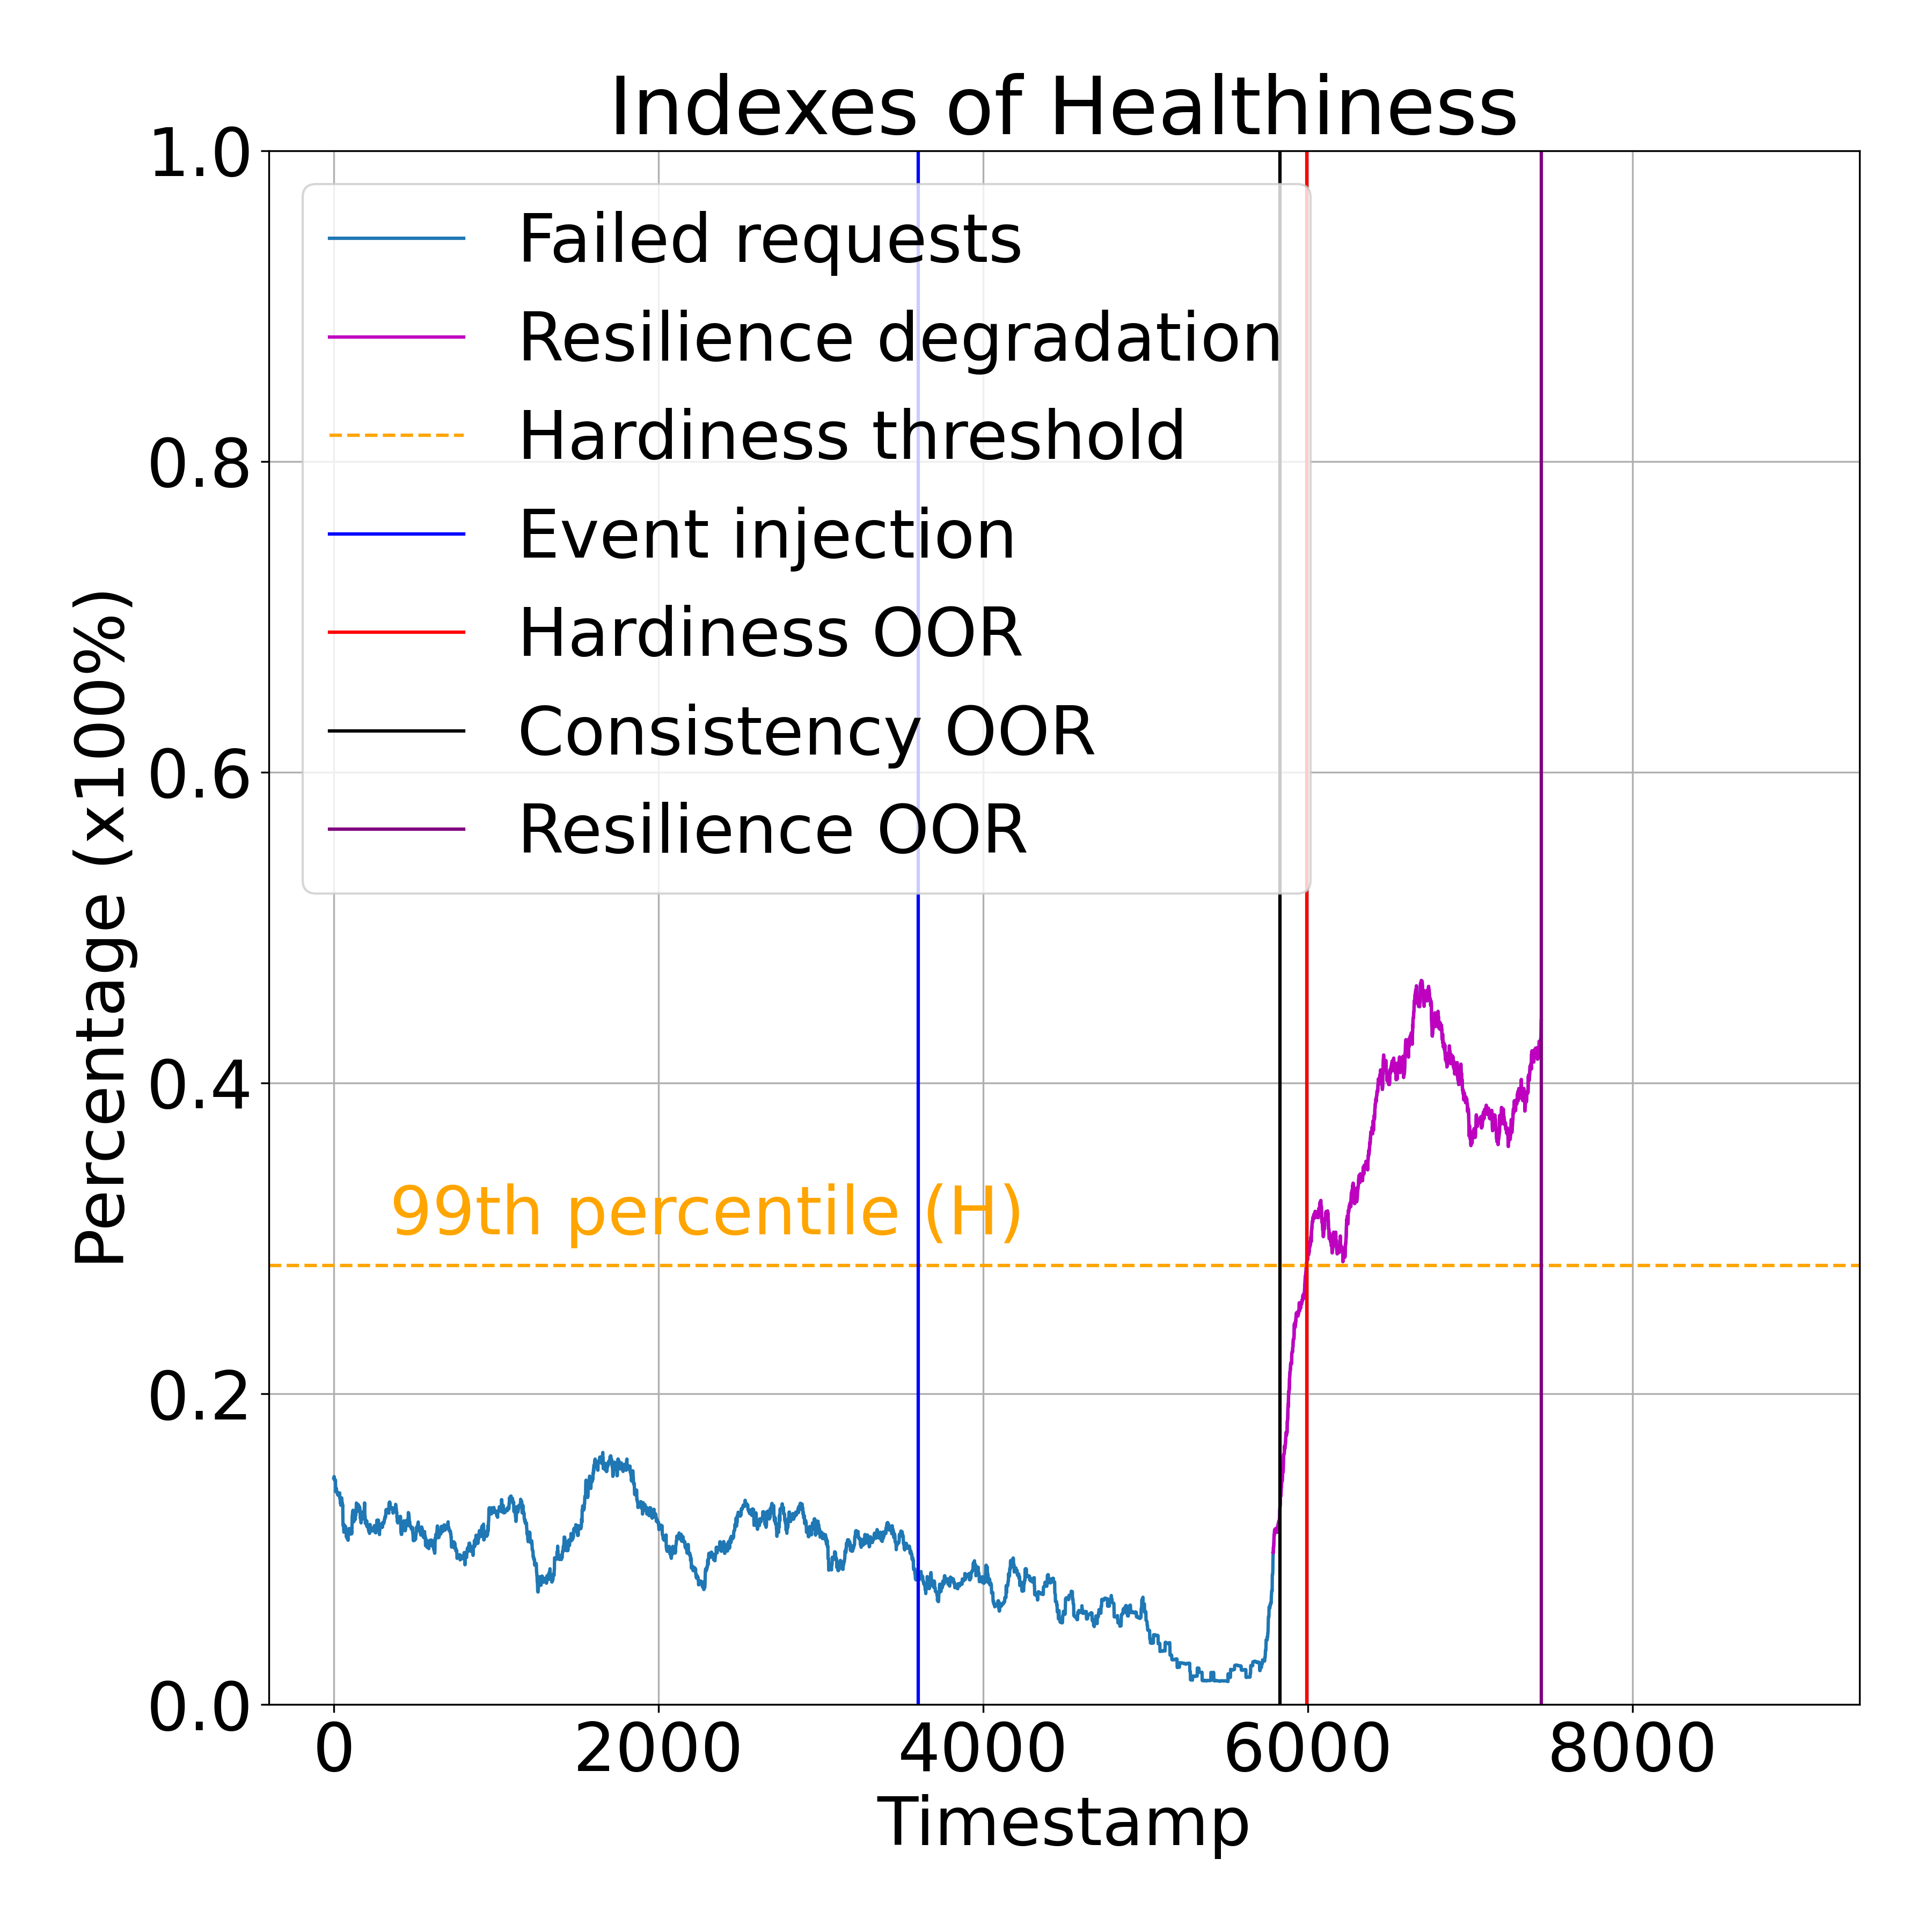 Indexes of Healthiness
1.0
0.8
0.6
0.4
0.2
0.0
Percentage (x100%)
Failed requests
Resilience degradation
Hardiness threshold
Event injection
Hardiness OOR
Consistency OOR
Resilience OOR
99th percentile (H)
0 2000 4000 6000 8000
Timestamp